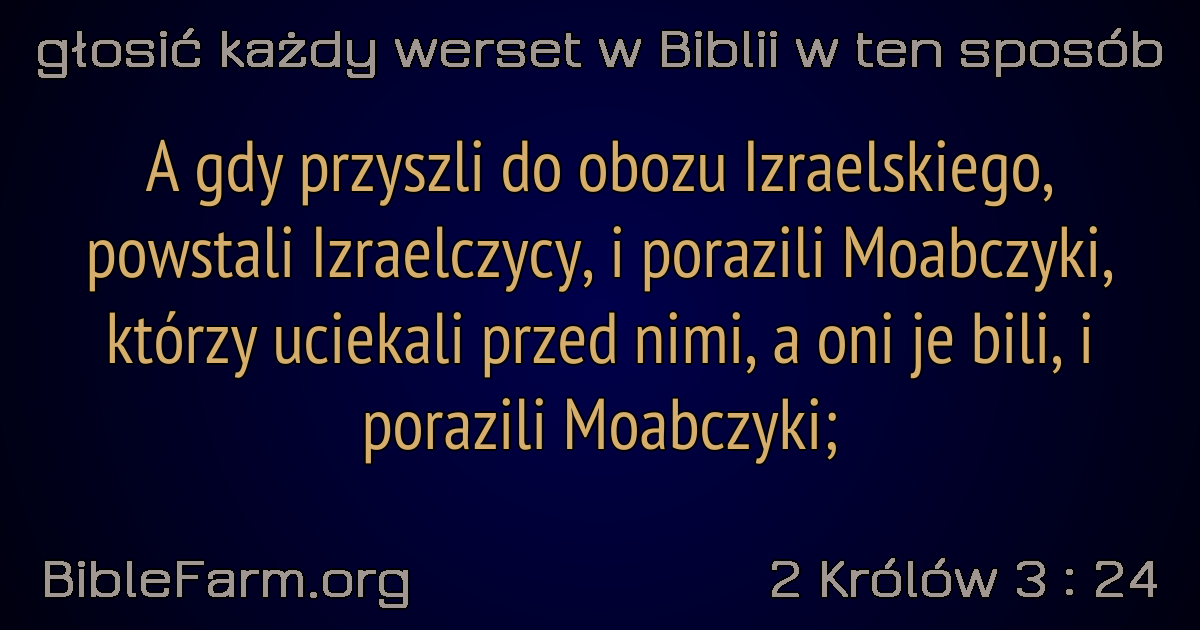 głosić każdy werset w Biblii w ten sposób
A gdy przyszli do obozu Izraelskiego,
powstali Izraelczycy, i porazili Moabczyki,
którzy uciekali przed nimi, a oni je bili, i
porazili Moabczyki;
BibleFarm.org
2 Królów 3 : 24